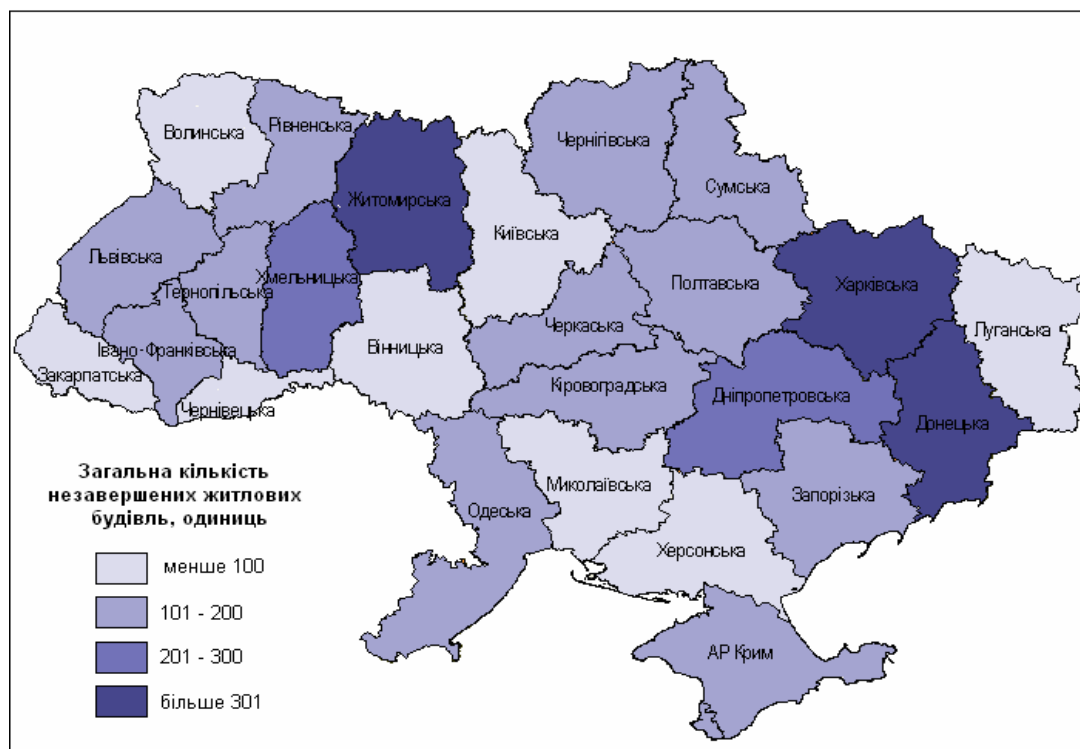 Волинська
Рівненська
Житомирська
Чернігівська
Сумська
Київська
Львівська
Тернопільська
Хмельницька
Полтавська
Харківська
Луганська
Івано-Франківська
Закарпатська
Чернівецька
Вінницька
Черкаська
Кіровоградська
Дніпропетровська
Донецька
Миколаївська
Запорізька
Одеська
Херсонська
АР Крим
Загальна кількість
незавершених житлових
будівль, одиниць
менше 100
101 - 200
201 - 300
більше 301